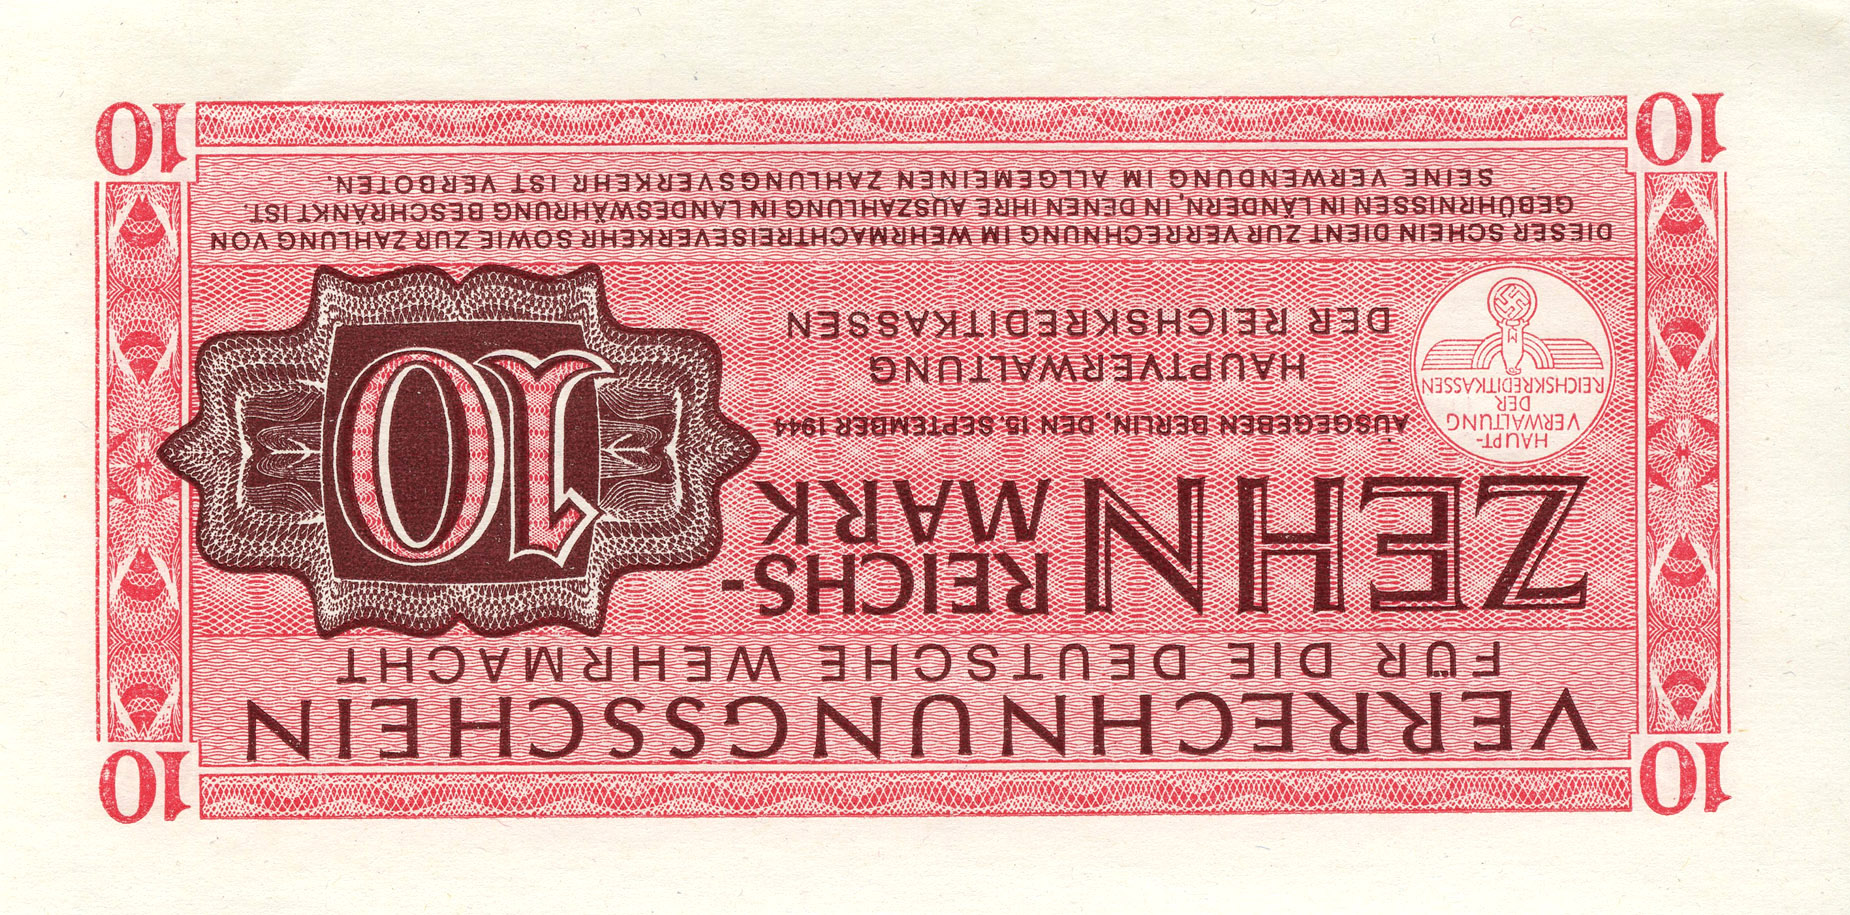 10
10
VERRECHNUNGSSCHEIN
FÜR DIE DEUTSCHE WEHRMACHT
ZEHN REICHS-
MARK
10
AUSGEGEBEN BERLIN, DEN 15. SEPTEMBER 1944
HAUPTVERWALTUNG
DER REICHSKREDITKASSEN
HAUPT-
VERWALTUNG
DER
REICHSKREDITKASSEN
M
DIESER SCHEIN DIENT ZUR VERRECHNUNG IM WEHRMACHTREISEVERKEHR SOWIE ZUR ZAHLUNG VON
GEBÜHRNISSEN IN LÄNDERN, IN DENEN IHRE AUSZAHLUNG IN LANDESWÄHRUNG BESCHRÄNKT IST.
SEINE VERWENDUNG IM ALLGEMEINEN ZAHLUNGSVERKEHR IST VERBOTEN.
10
10